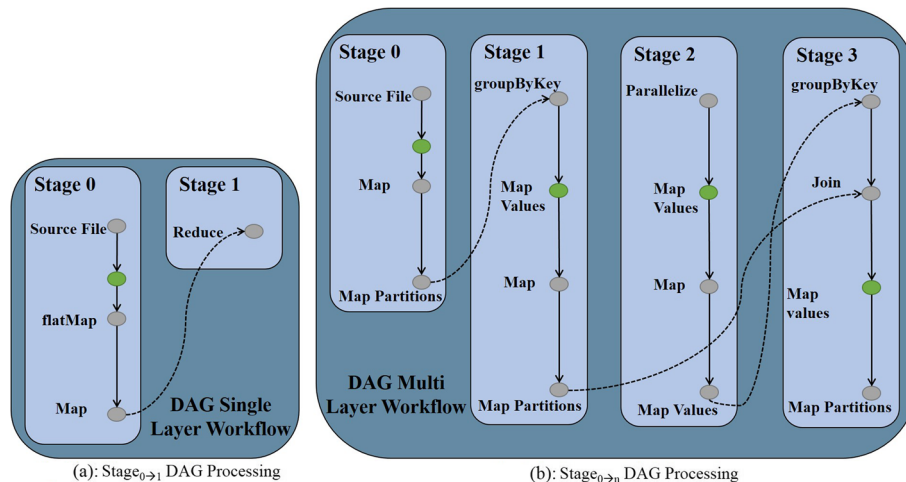 Stage 0
Stage 1
Source File
Reduce
flatMap
Map
DAG Single
Layer Workflow
(a): Stage0→1 DAG Processing
Stage 0
Source File
Map
Map Partitions
Stage 1
groupByKey
Map
Values
Map
Map Partitions
Stage 2
Parallelize
Map
Values
Map
Map Values
Stage 3
groupByKey
Join
Map
values
Map Partitions
DAG Multi
Layer Workflow
(b): Stage0→n DAG Processing